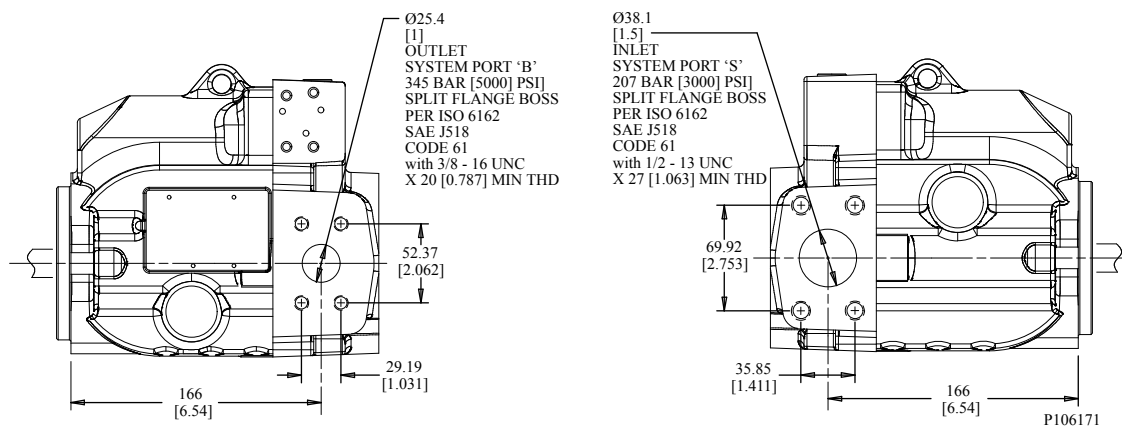 Ø25.4
[1]
OUTLET
SYSTEM PORT ‘B’
345 BAR [5000] PSI]
SPLIT FLANGE BOSS
PER ISO 6162
SAE J518
CODE 61
with 3/8 - 16 UNC
X 20 [0.787] MIN THD
52.37
[2.062]
29.19
[1.031]
166
[6.54]
Ø38.1
[1.5]
INLET
SYSTEM PORT ‘S’
207 BAR [3000] PSI]
SPLIT FLANGE BOSS
PER ISO 6162
SAE J518
CODE 61
with 1/2 - 13 UNC
X 27 [1.063] MIN THD
69.92
[2.753]
35.85
[1.411]
166
[6.54]
P106171